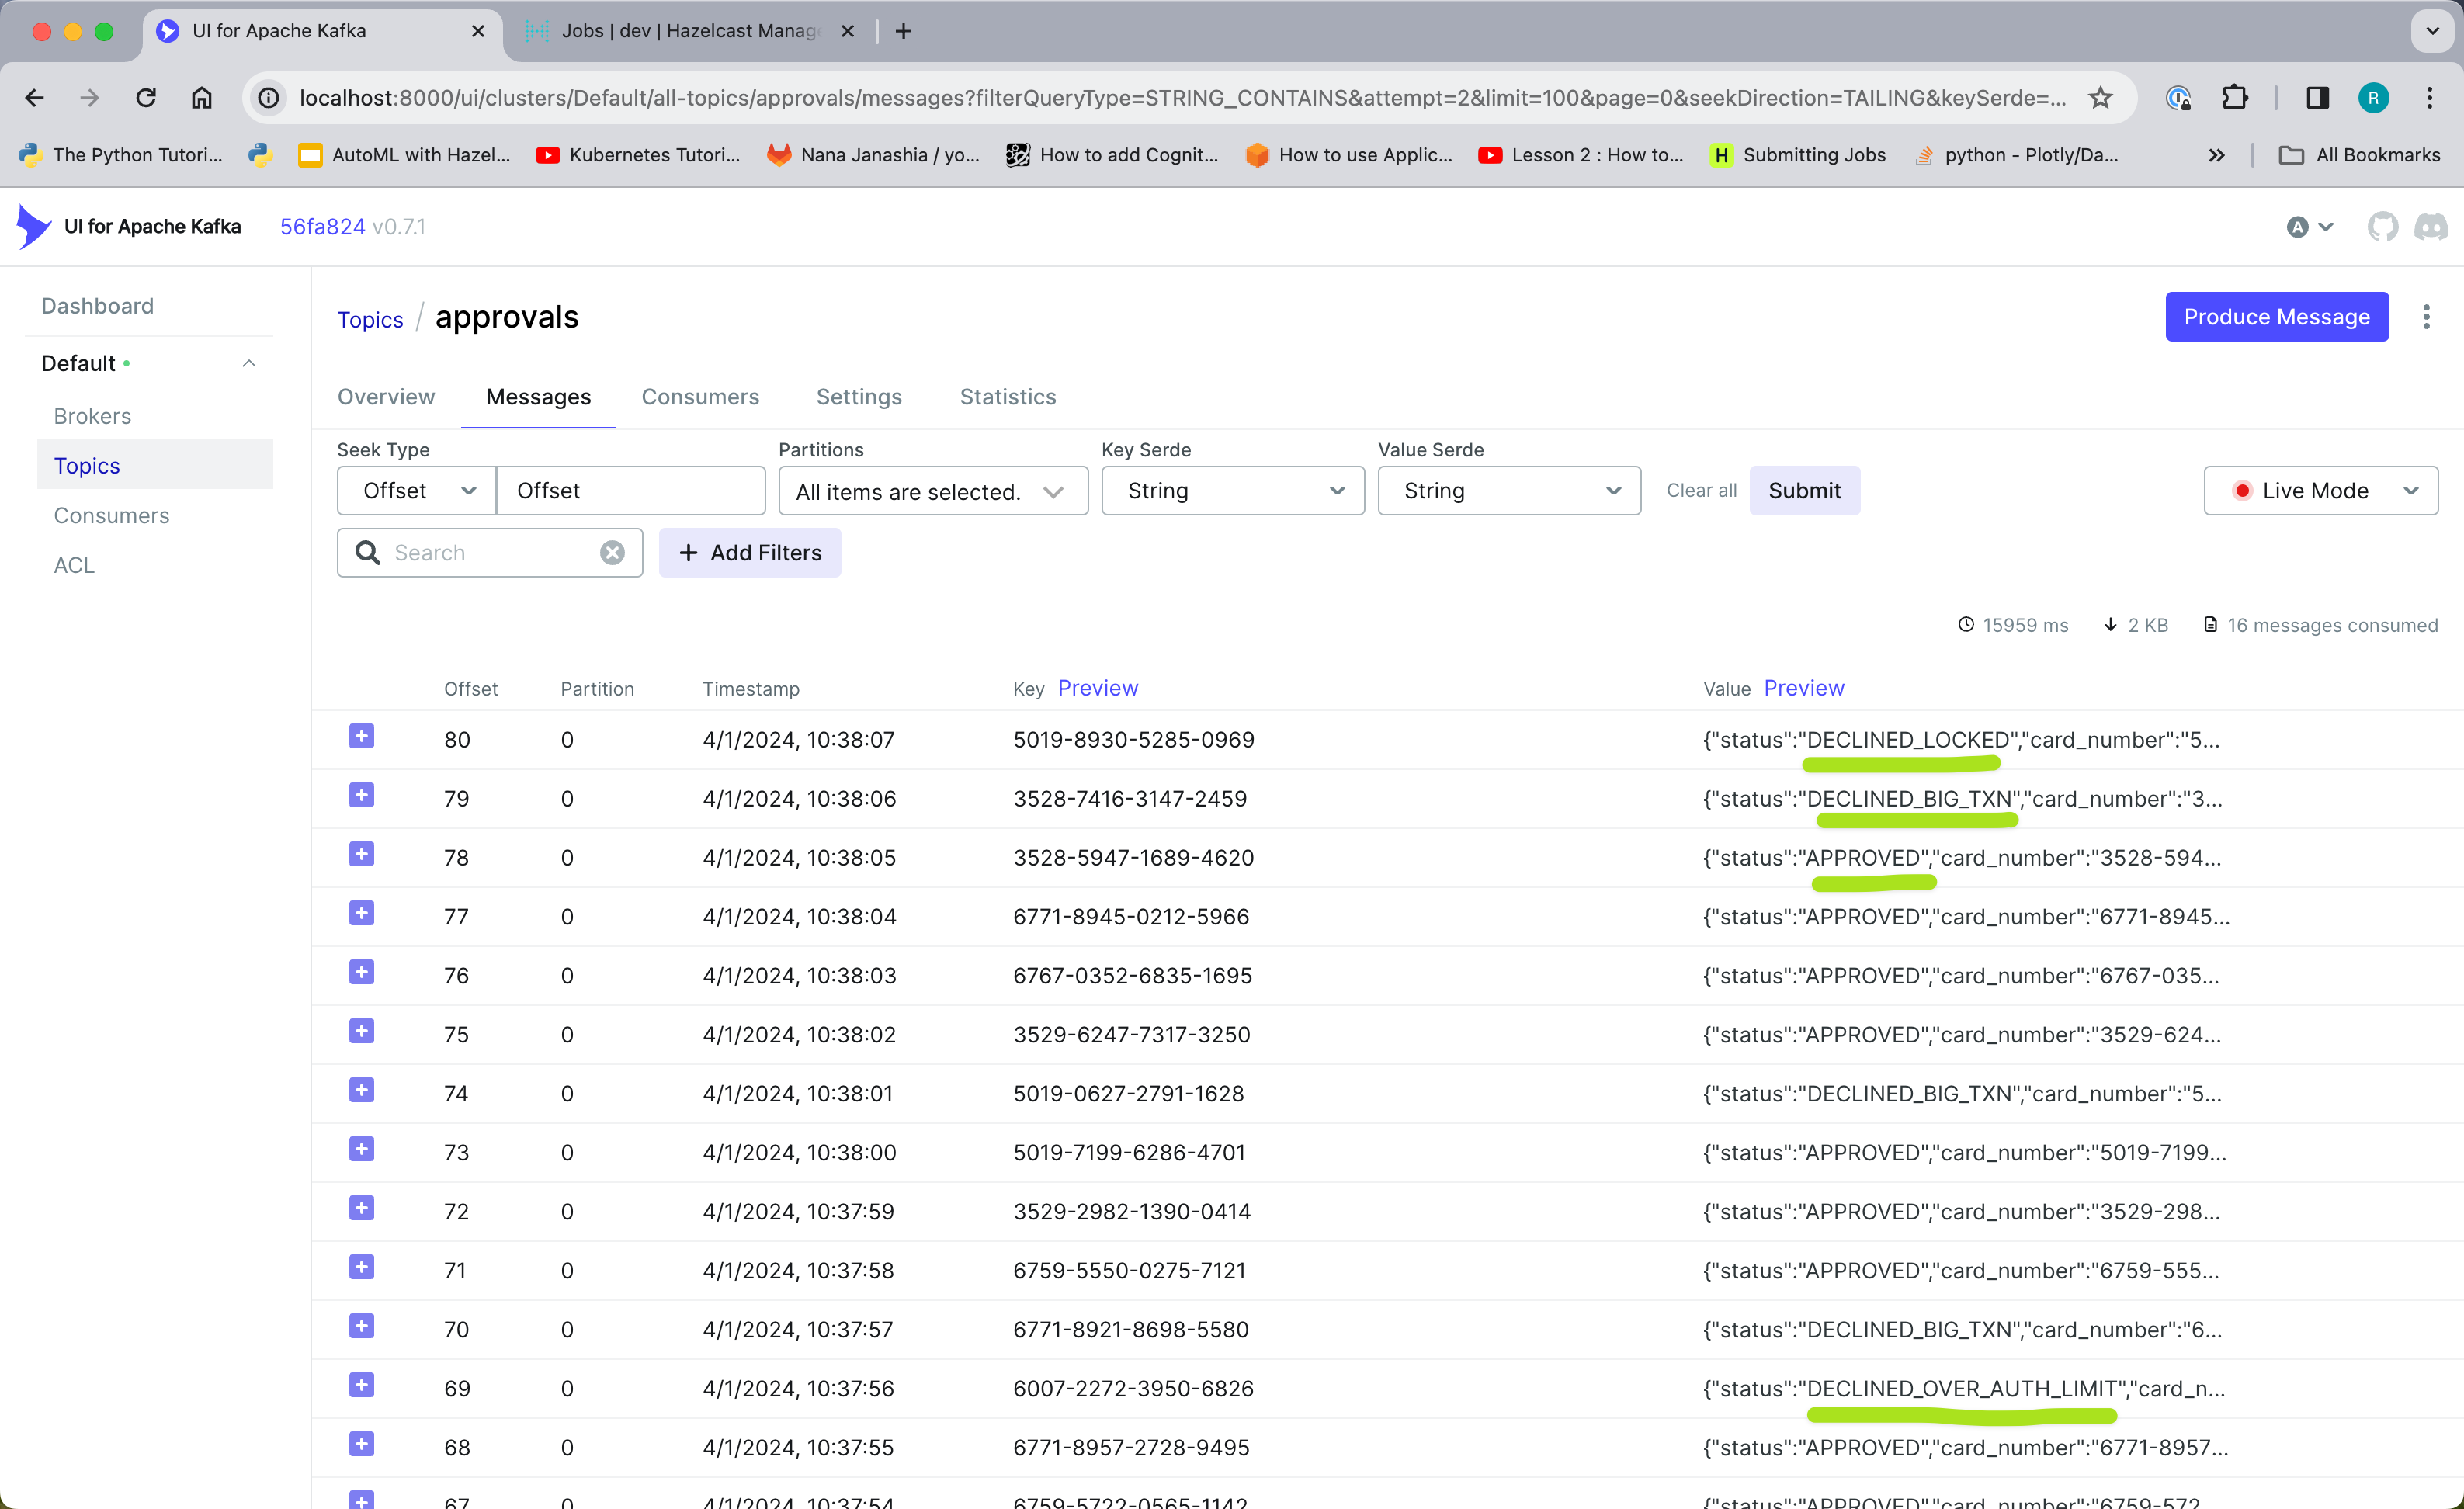 UI for Apache Kafka
Jobs | dev | Hazelcast Manag
localhost:8000/ui/clusters/Default/all-topics/approvals/messages?filterQueryType=STRING_CONTAINS&attempt=2&limit=100&page=0&seekDirection=TAILING&keySerde=...
R
The Python Tutori...
AutoML with Hazel...
Kubernetes Tutori...
Nana Janashia / yo...
How to add Cognit...
How to use Applic...
Lesson 2 : How to...
H Submitting Jobs
python - Plotly/Da...
All Bookmarks
UI for Apache Kafka 56fa824 v0.7.1
A
Dashboard
Default
Brokers
Topics
Consumers
ACL
Topics / approvals
Produce Message
Overview Messages Consumers Settings Statistics
Seek Type Partitions Key Serde Value Serde
Offset Offset All items are selected. String String Clear all Submit Live Mode
Search + Add Filters
15959 ms 2 KB 16 messages consumed
Offset Partition Timestamp Key Preview Value Preview
80 0 4/1/2024, 10:38:07 5019-8930-5285-0969 {"status":"DECLINED_LOCKED","card_number":"5...
79 0 4/1/2024, 10:38:06 3528-7416-3147-2459 {"status":"DECLINED_BIG_TXN","card_number":"3...
78 0 4/1/2024, 10:38:05 3528-5947-1689-4620 {"status":"APPROVED","card_number":"3528-594...
77 0 4/1/2024, 10:38:04 6771-8945-0212-5966 {"status":"APPROVED","card_number":"6771-8945...
76 0 4/1/2024, 10:38:03 6767-0352-6835-1695 {"status":"APPROVED","card_number":"6767-035...
75 0 4/1/2024, 10:38:02 3529-6247-7317-3250 {"status":"APPROVED","card_number":"3529-624...
74 0 4/1/2024, 10:38:01 5019-0627-2791-1628 {"status":"DECLINED_BIG_TXN","card_number":"5...
73 0 4/1/2024, 10:38:00 5019-7199-6286-4701 {"status":"APPROVED","card_number":"5019-7199...
72 0 4/1/2024, 10:37:59 3529-2982-1390-0414 {"status":"APPROVED","card_number":"3529-298...
71 0 4/1/2024, 10:37:58 6759-5550-0275-7121 {"status":"APPROVED","card_number":"6759-555...
70 0 4/1/2024, 10:37:57 6771-8921-8698-5580 {"status":"DECLINED_BIG_TXN","card_number":"6...
69 0 4/1/2024, 10:37:56 6007-2272-3950-6826 {"status":"DECLINED_OVER_AUTH_LIMIT","card_n...
68 0 4/1/2024, 10:37:55 6771-8957-2728-9495 {"status":"APPROVED","card_number":"6771-8957...
67 0 4/1/2024, 10:37:54 6759-5722-0565-1142 {"status":"APPROVED","card_number":"6759-572...